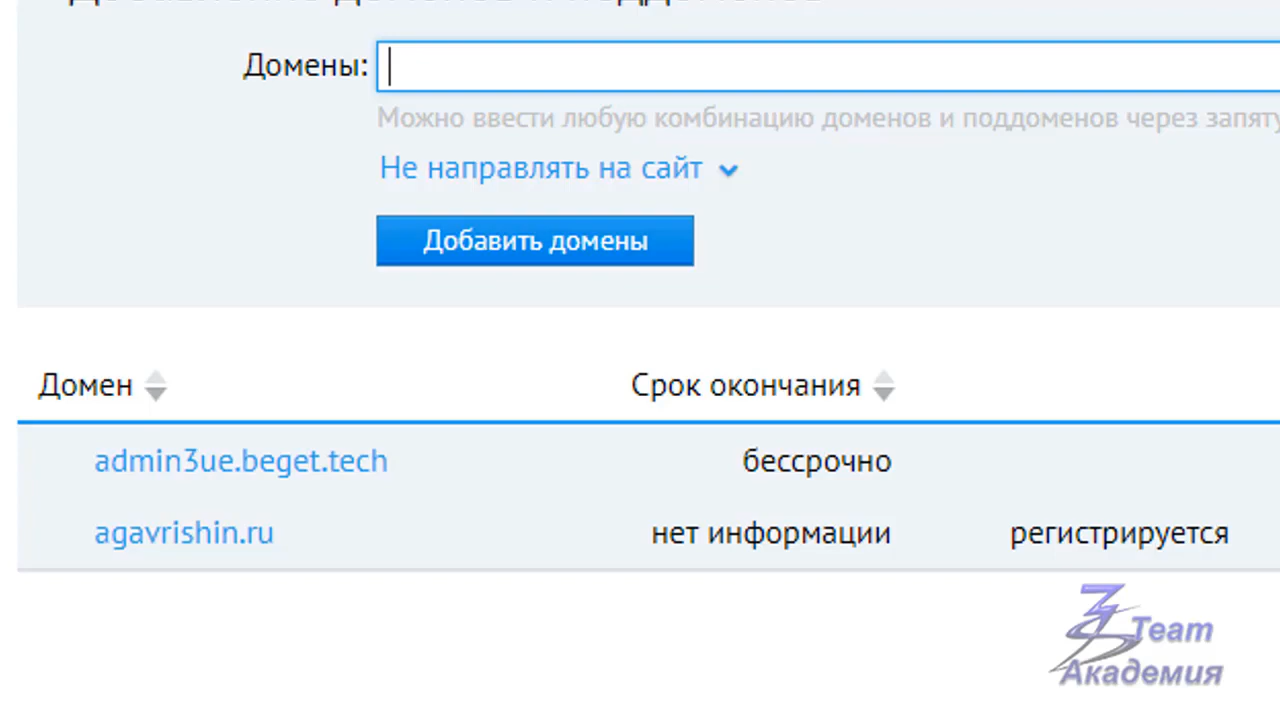 Домены:
Можно ввести любую комбинацию доменов и поддоменов через
Не направлять на сайт
Добавить домены
Домен Срок окончания
admin3ue.beget.tech бессрочно
agavrishin.ru нет информации регистрируется
Team
Академия